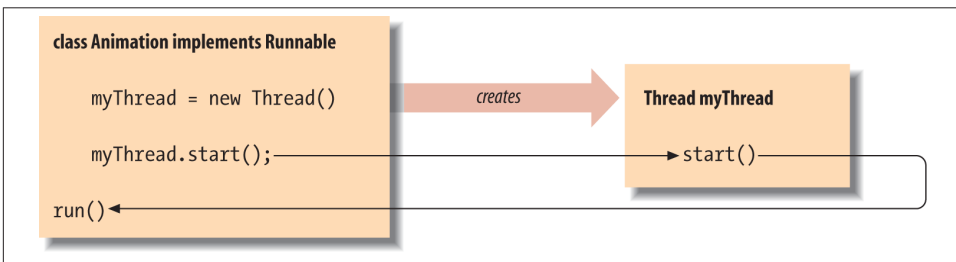 class Animation implements Runnable
myThread = new Thread()
creates
Thread myThread
myThread.start();
start()
run()